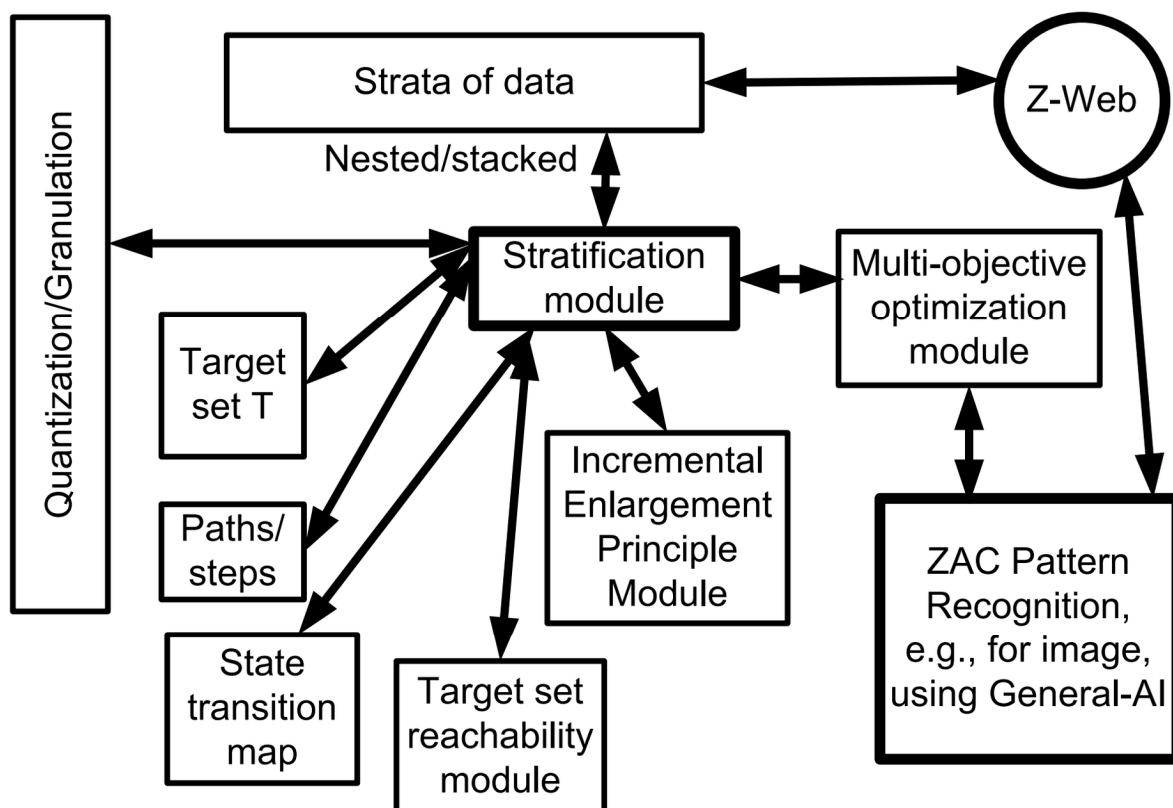 Quantization/Granulation
Strata of data
Z-Web
Nested/stacked
Stratification
module
Multi-objective
optimization
module
Target
set T
Paths/
steps
State
transition
map
Target set
reachability
module
Incremental
Enlargement
Principle
Module
ZAC Pattern
Recognition,
e.g., for image,
using General-AI